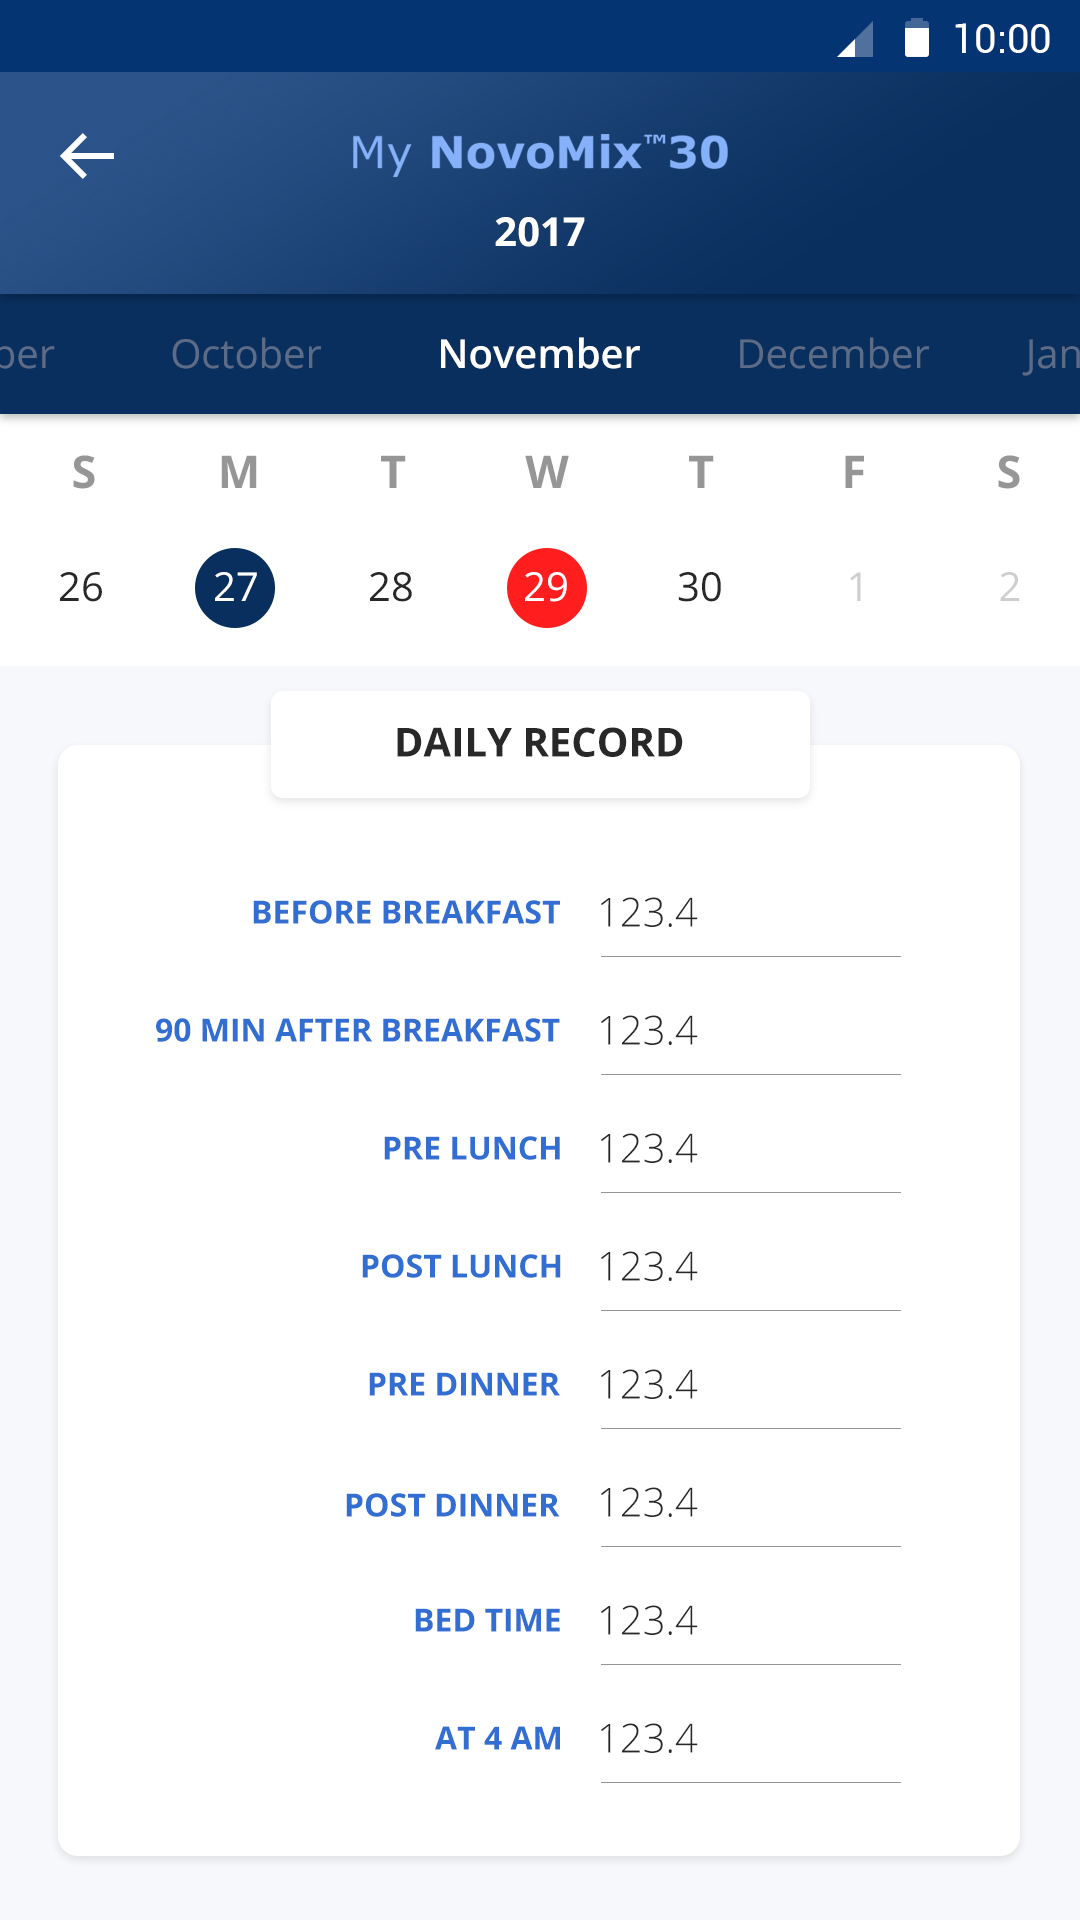 10:00
My NovoMix™30
2017
ber October November December Jan
S M T W T F S
26 27 28 29 30 1 2
DAILY RECORD
BEFORE BREAKFAST 123.4
90 MIN AFTER BREAKFAST 123.4
PRE LUNCH 123.4
POST LUNCH 123.4
PRE DINNER 123.4
POST DINNER 123.4
BED TIME 123.4
AT 4 AM 123.4